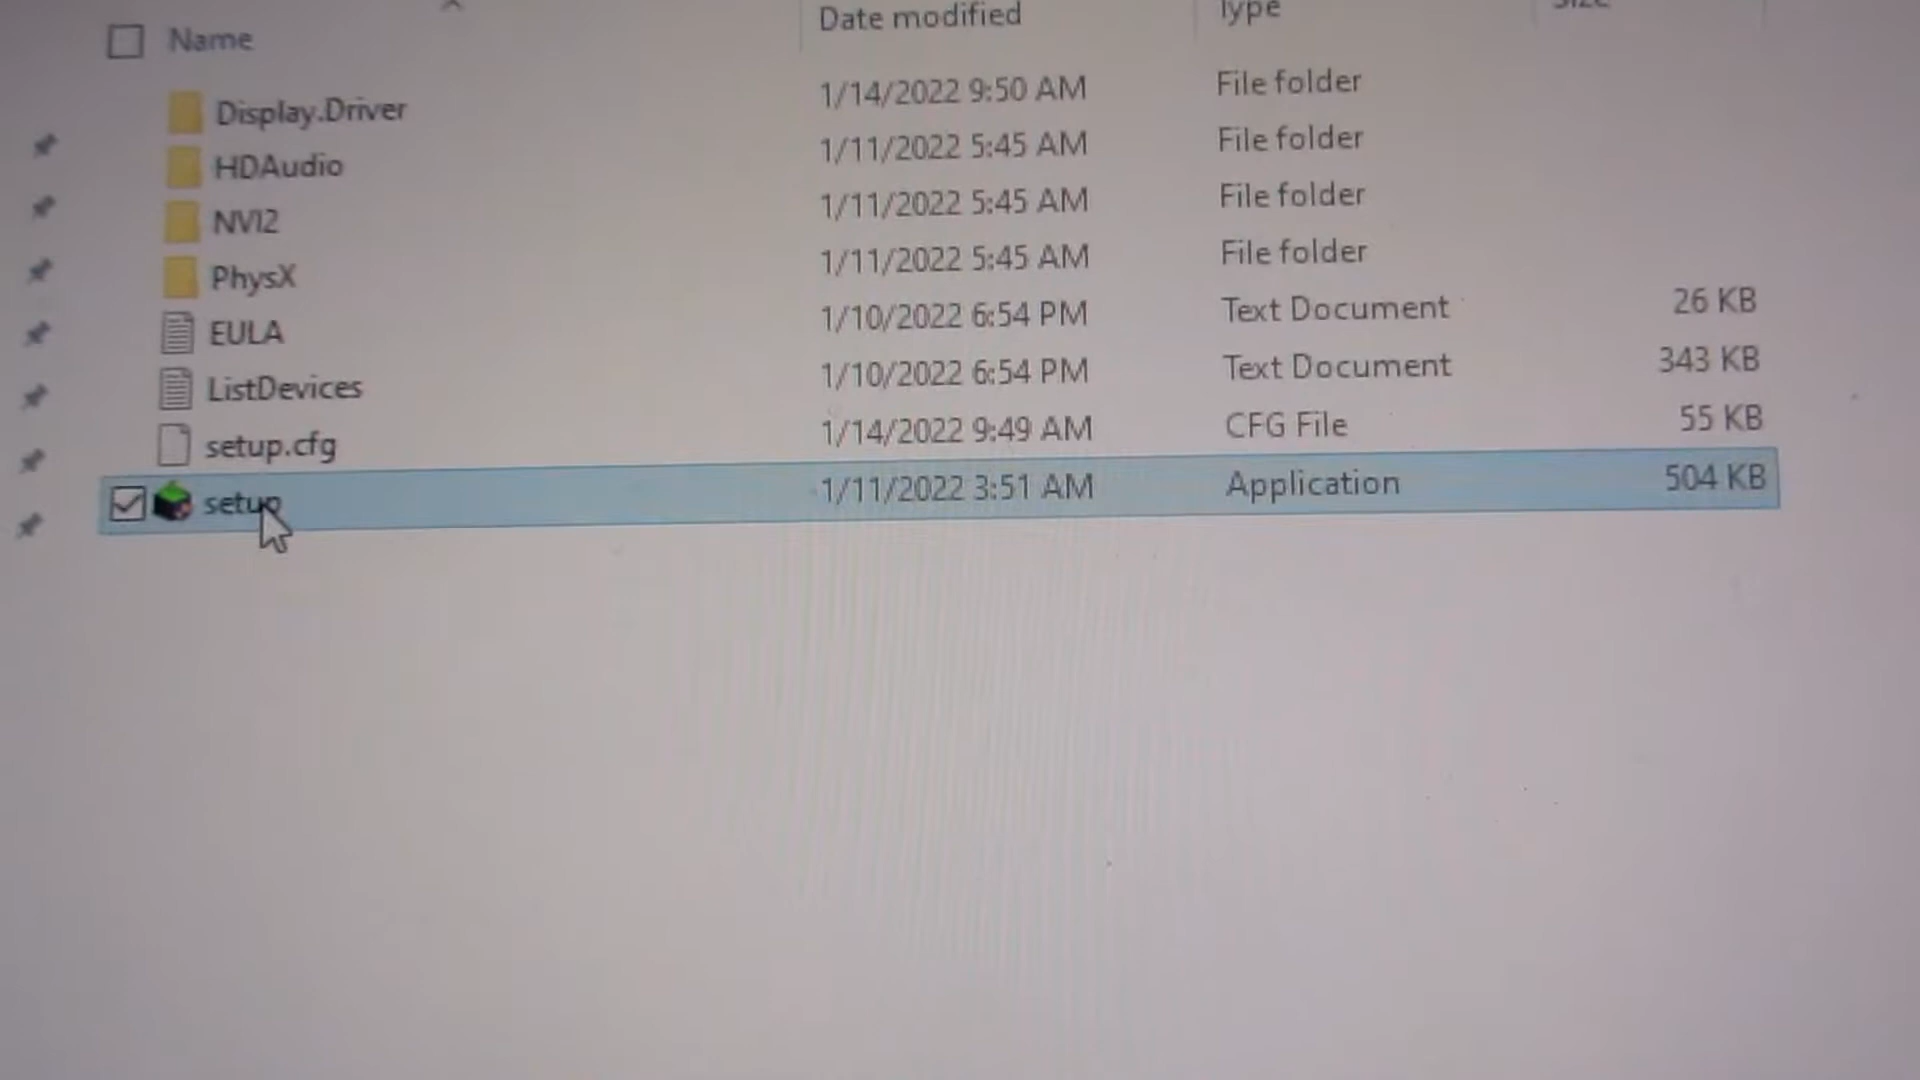 Name Date modified Type Size
Display.Driver 1/14/2022 9:50 AM File folder
HDAudio 1/11/2022 5:45 AM File folder
NVI2 1/11/2022 5:45 AM File folder
PhysX 1/11/2022 5:45 AM File folder
EULA 1/10/2022 6:54 PM Text Document 26 KB
ListDevices 1/10/2022 6:54 PM Text Document 343 KB
setup.cfg 1/14/2022 9:49 AM CFG File 55 KB
setup 1/11/2022 3:51 AM Application 504 KB